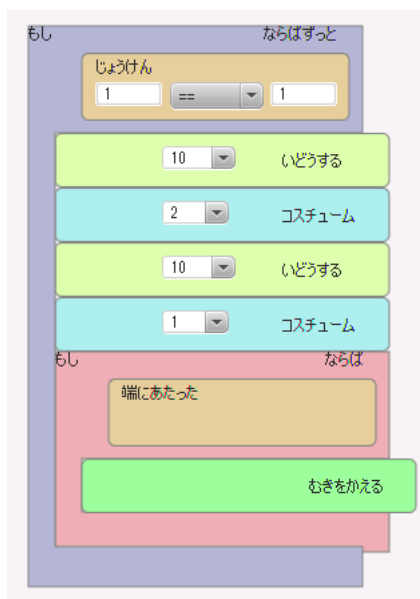 もし ならばずっと
じょうけん
1 == 1
10 いどうする
2 コスチューム
10 いどうする
1 コスチューム
もし ならば
端にあたった
むきをかえる